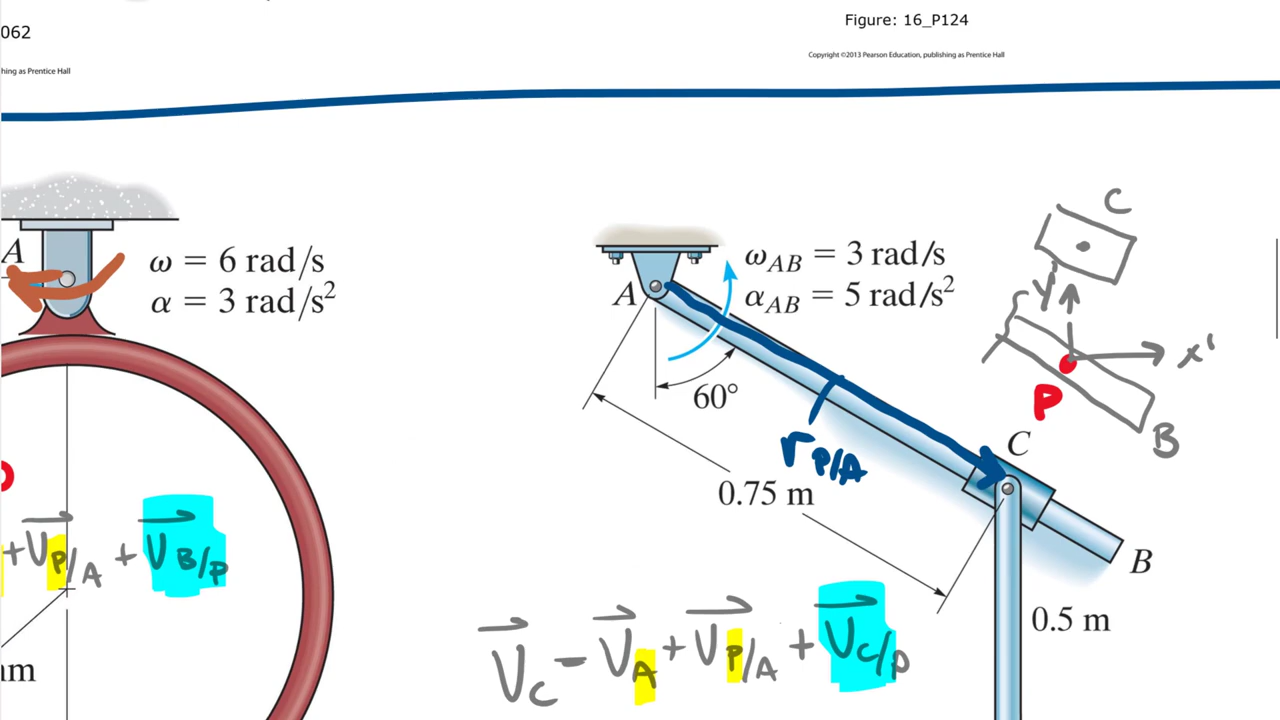 062
Figure: 16_P124
Copyright ©2013 Pearson Education, publishing as Prentice Hall
hing as Prentice Hall
A
ω = 6 rad/s
α = 3 rad/s²
A
ω_AB = 3 rad/s
α_AB = 5 rad/s²
60°
r_P/A
0.75 m
C
y'
x'
P
B
C
B
0.5 m
+V_P/A + V_B/P
V_C = V_A + V_P/A + V_C/P
m